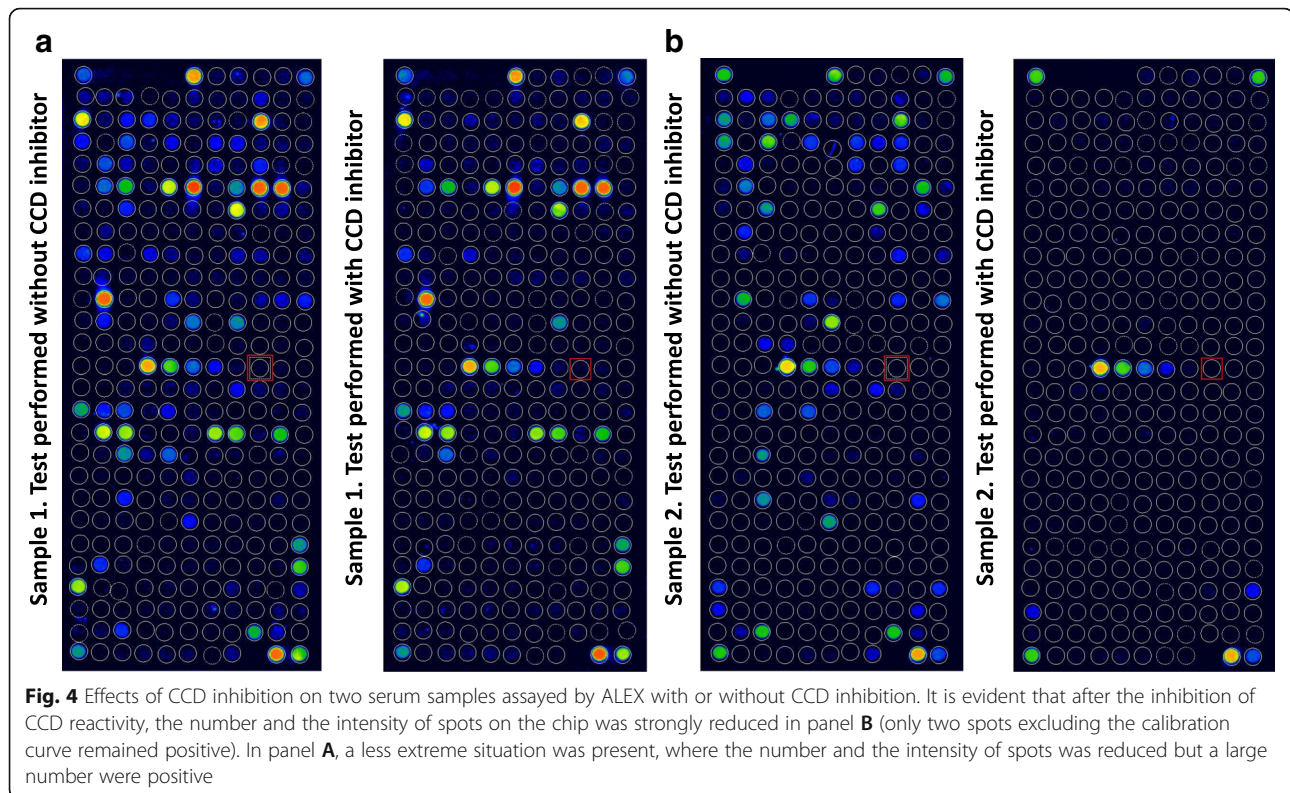 a
b
Sample 1. Test performed without CCD inhibitor
Sample 1. Test performed with CCD inhibitor
Sample 2. Test performed without CCD inhibitor
Sample 2. Test performed with CCD inhibitor
Fig. 4 Effects of CCD inhibition on two serum samples assayed by ALEX with or without CCD inhibition. It is evident that after the inhibition of
CCD reactivity, the number and the intensity of spots on the chip was strongly reduced in panel B (only two spots excluding the calibration
curve remained positive). In panel A, a less extreme situation was present, where the number and the intensity of spots was reduced but a large
number were positive